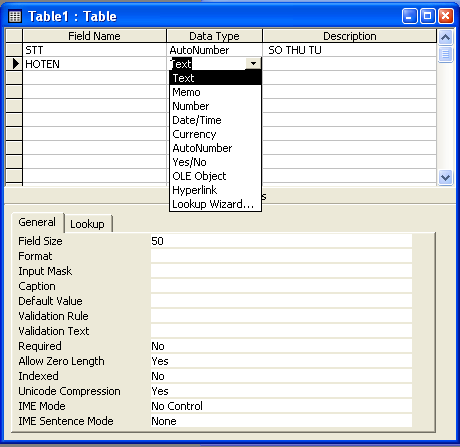 Table1 : Table
Field Name Data Type Description
STT AutoNumber SO THU TU
HOTEN Text
Text
Memo
Number
Date/Time
Currency
AutoNumber
Yes/No
OLE Object
Hyperlink
Lookup Wizard...
s
General Lookup
Field Size 50
Format
Input Mask
Caption
Default Value
Validation Rule
Validation Text
Required No
Allow Zero Length Yes
Indexed No
Unicode Compression Yes
IME Mode No Control
IME Sentence Mode None